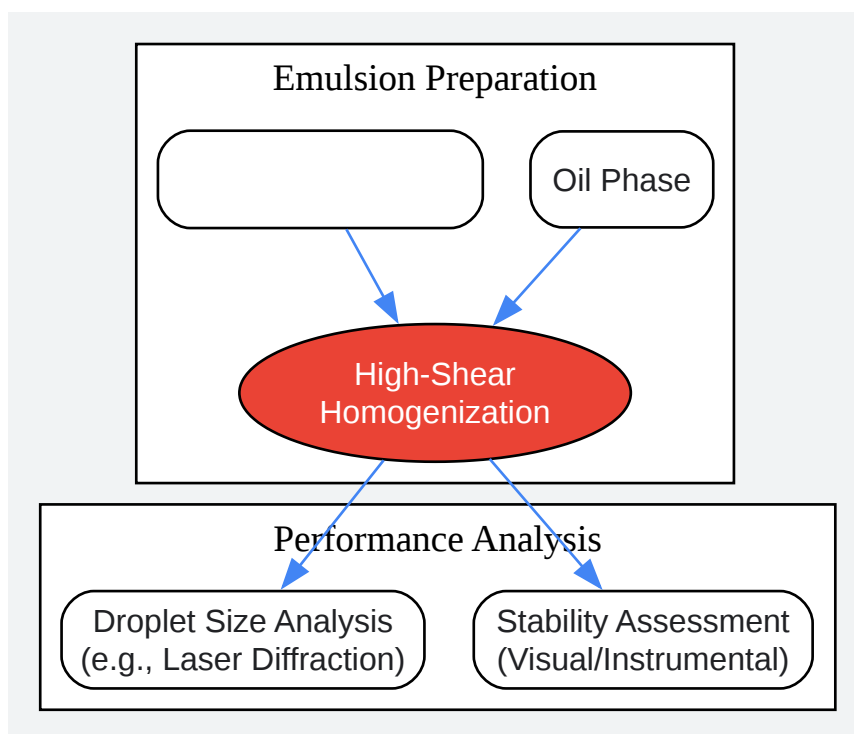 Emulsion Preparation
Oil Phase
High-Shear
Homogenization
Performance Analysis
Droplet Size Analysis
(e.g., Laser Diffraction)
Stability Assessment
(Visual/Instrumental)